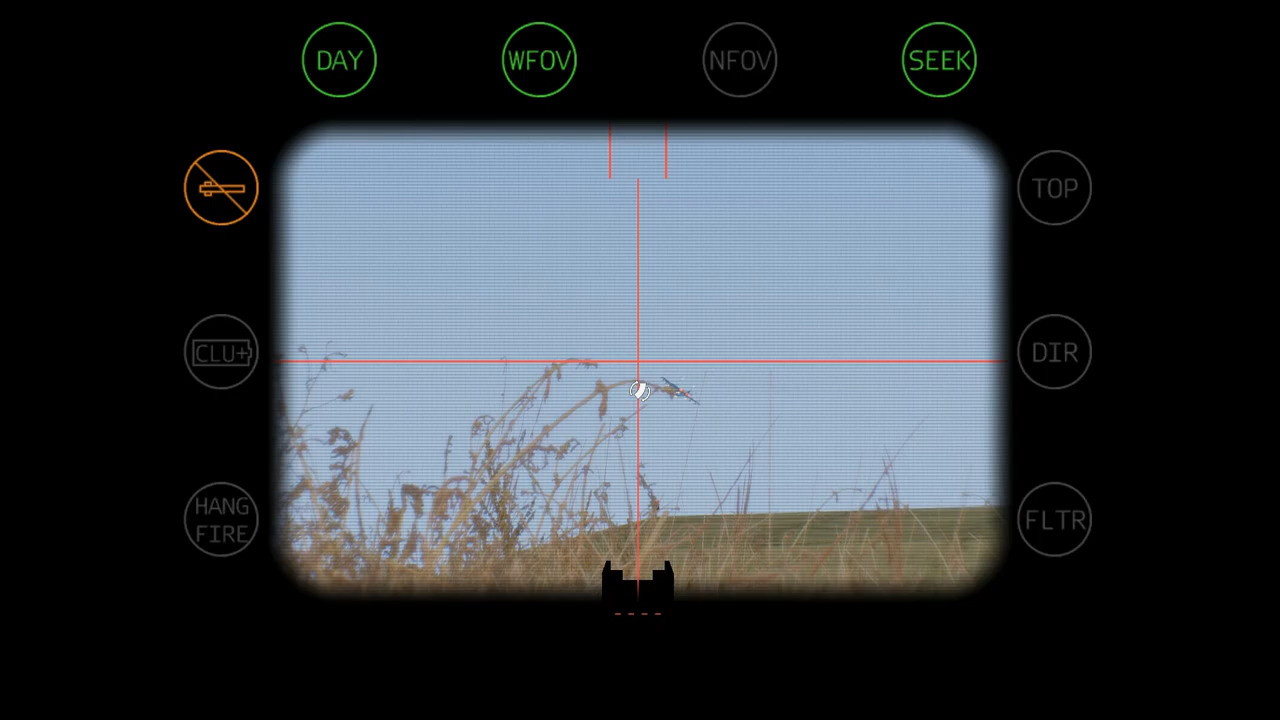 DAY
WFOV
NFOV
SEEK
TOP
CLU+
DIR
HANG
FIRE
FLTR